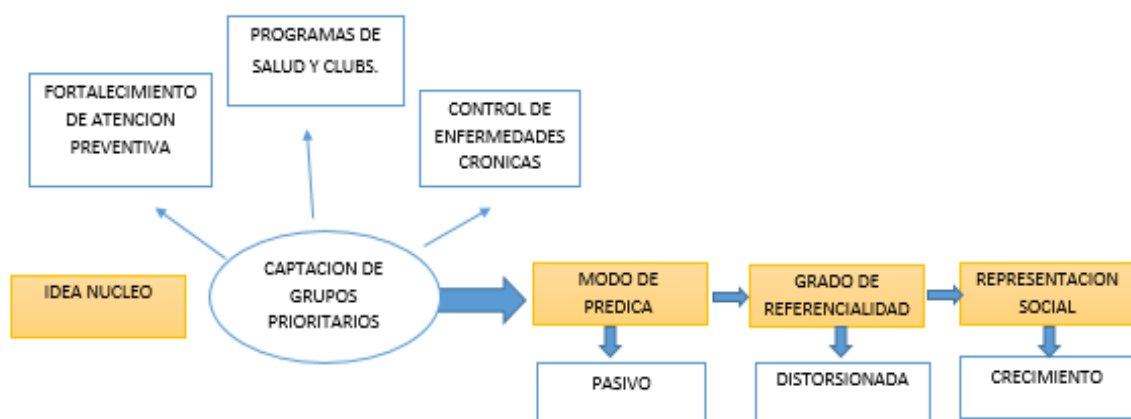 PROGRAMAS DE
SALUD Y CLUBS.
FORTALECIMIENTO
DE ATENCION
PREVENTIVA
CONTROL DE
ENFERMEDADES
CRONICAS
IDEA NUCLEO
CAPTACION DE
GRUPOS
PRIORITARIOS
MODO DE
PREDICA
GRADO DE
REFERENCIALIDAD
REPRESENTACION
SOCIAL
PASIVO
DISTORSIONADA
CRECIMIENTO